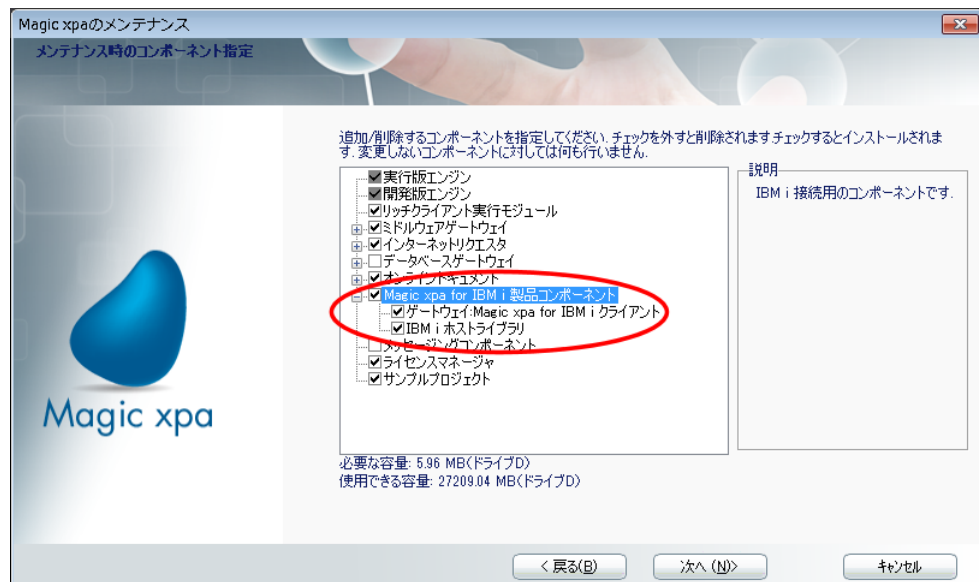 Magic xpaのメンテナンス
メンテナンス時のコンポーネント指定
追加/削除するコンポーネントを指定してください. チェックを外すと削除されますチェックするとインストールされま
す. 変更しないコンポーネントに対しては何も行いません.
実行版エンジン
開発版エンジン
リッチクライアント実行モジュール
ミドルウェアゲートウェイ
インターネットリクエスタ
データベースゲートウェイ
オンラインドキュメント
Magic xpa for IBM i 製品コンポーネント
ゲートウェイ:Magic xpa for IBM i クライアント
IBM i ホストライブラリ
メッセージングコンポーネント
ライセンスマネージャ
サンプルプロジェクト
説明
IBM i 接続用のコンポーネントです.
Magic xpa
必要な容量: 5.96 MB(ドライブD)
使用できる容量: 27209.04 MB(ドライブD)
< 戻る(B)
次へ (N)>
キャンセル